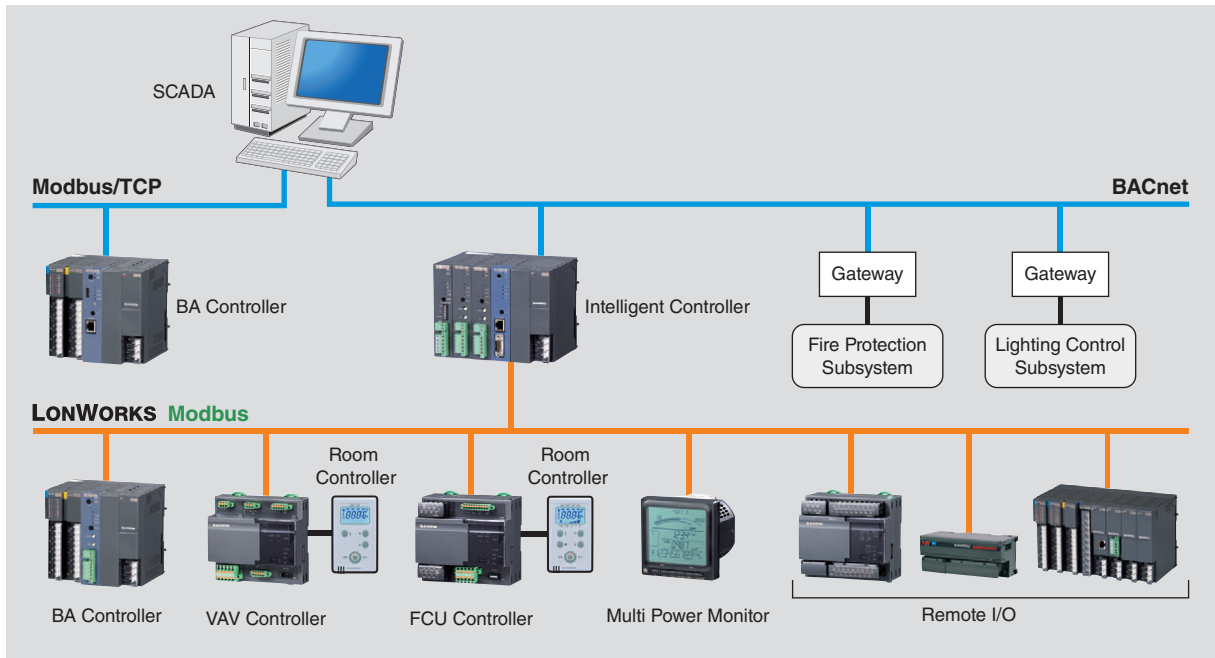 SCADA
Modbus/TCP
BACnet
BA Controller
Intelligent Controller
Gateway
Gateway
Fire Protection
Subsystem
Lighting Control
Subsystem
LONWORKS Modbus
Room
Controller
Room
Controller
BA Controller
VAV Controller
FCU Controller
Multi Power Monitor
Remote I/O